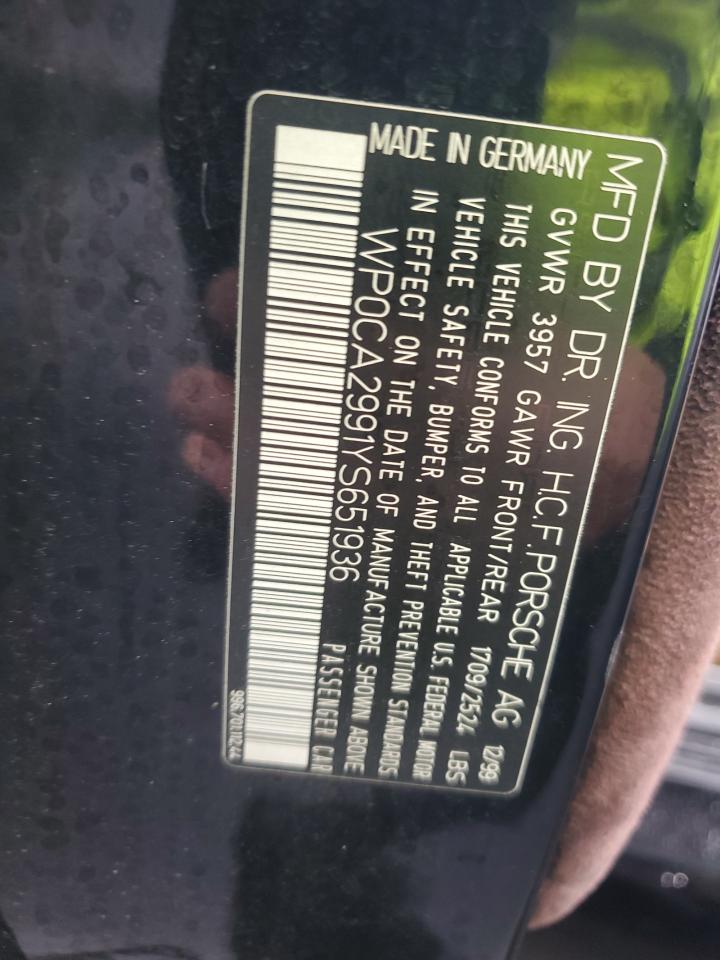 MFD BY DR. ING. H.C.F.PORSCHE AG 12/99
GVWR 3957 GAWR FRONT/REAR 1709/2524 LBS
THIS VEHICLE CONFORMS TO ALL APPLICABLE U.S. FEDERAL MOTOR
VEHICLE SAFETY, BUMPER, AND THEFT PREVENTION STANDARDS
IN EFFECT ON THE DATE OF MANUFACTURE SHOWN ABOVE
WP0CA2991YS651936 PASSENGER CAR
MADE IN GERMANY